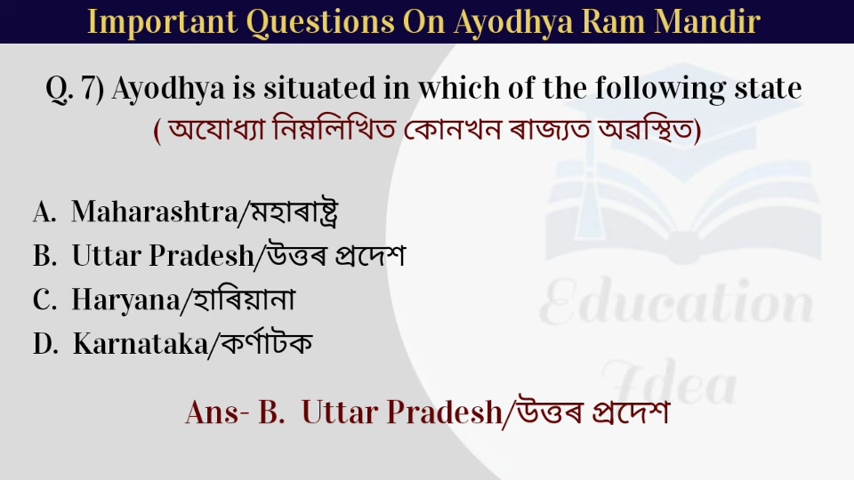 Important Questions On Ayodhya Ram Mandir
Q. 7) Ayodhya is situated in which of the following state
( অযোধ্যা নিম্নলিখিত কোনখন ৰাজ্যত অৱস্থিত)
A. Maharashtra/মহাৰাষ্ট্ৰ
B. Uttar Pradesh/উত্তৰ প্ৰদেশ
C. Haryana/হাৰিয়ানা
D. Karnataka/কৰ্ণাটক
Education
Idea
Ans- B. Uttar Pradesh/উত্তৰ প্ৰদেশ